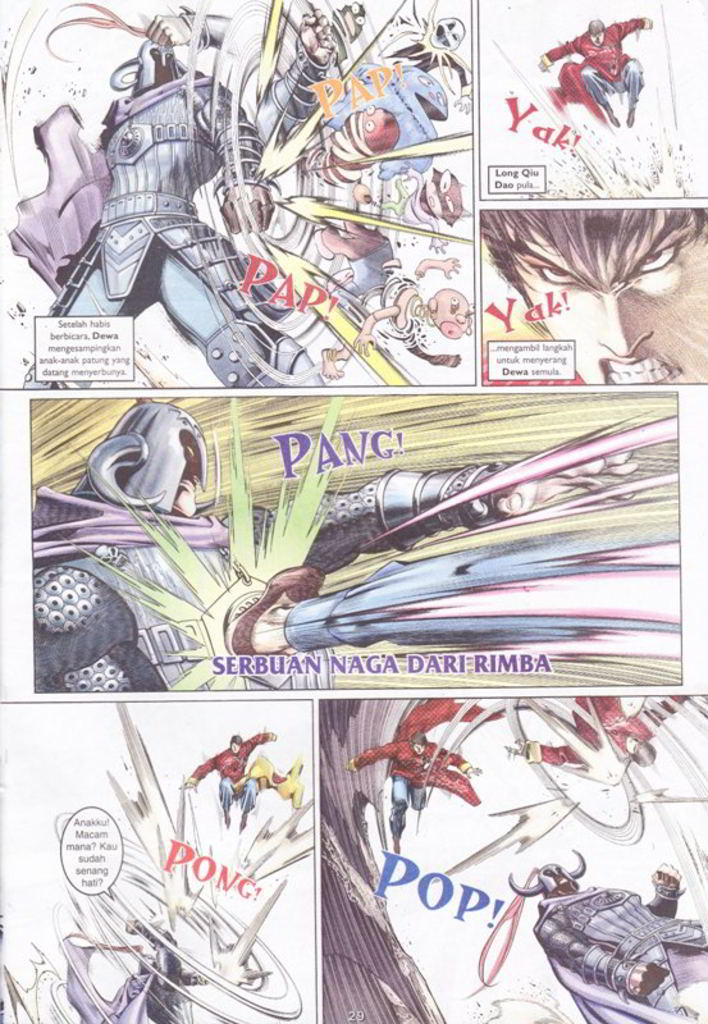 PAP!
PAP!
Setelah habis
berbicara, Dewa
mengesampingkan
anak-anak patung yang
datang menyerbunya.
Yak!
Long Qiu
Dao pula...
Yak!
...mengambil langkah
untuk menyerang
Dewa semula.
PANG!
SERBUAN NAGA DARI RIMBA
Anakku!
Macam
mana? Kau
sudah
senang
hati?
PONG!
POP!
29